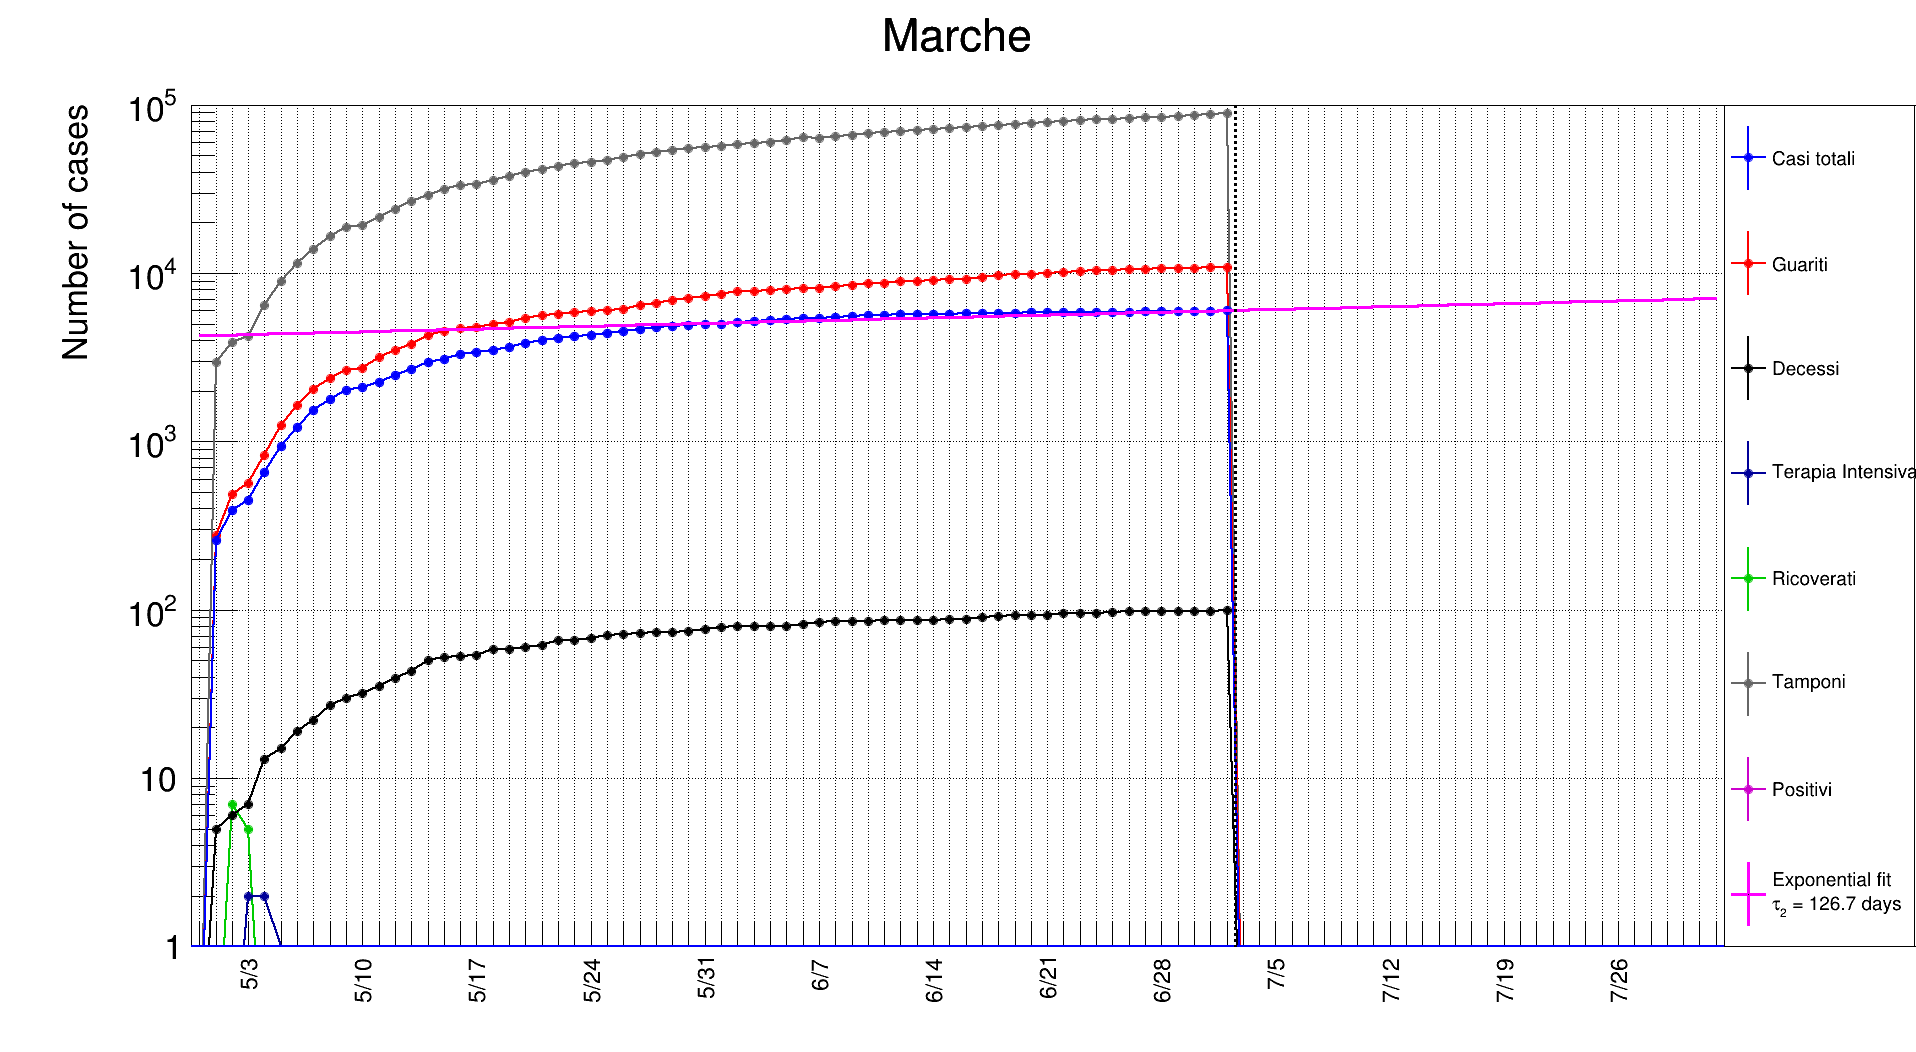 Marche
Number of cases
10^5
10^4
10^3
10^2
10
1
5/3 5/10 5/17 5/24 5/31 6/7 6/14 6/21 6/28 7/5 7/12 7/19 7/26
Casi totali
Guariti
Decessi
Terapia Intensiva
Ricoverati
Tamponi
Positivi
Exponential fit
τ_2 = 126.7 days